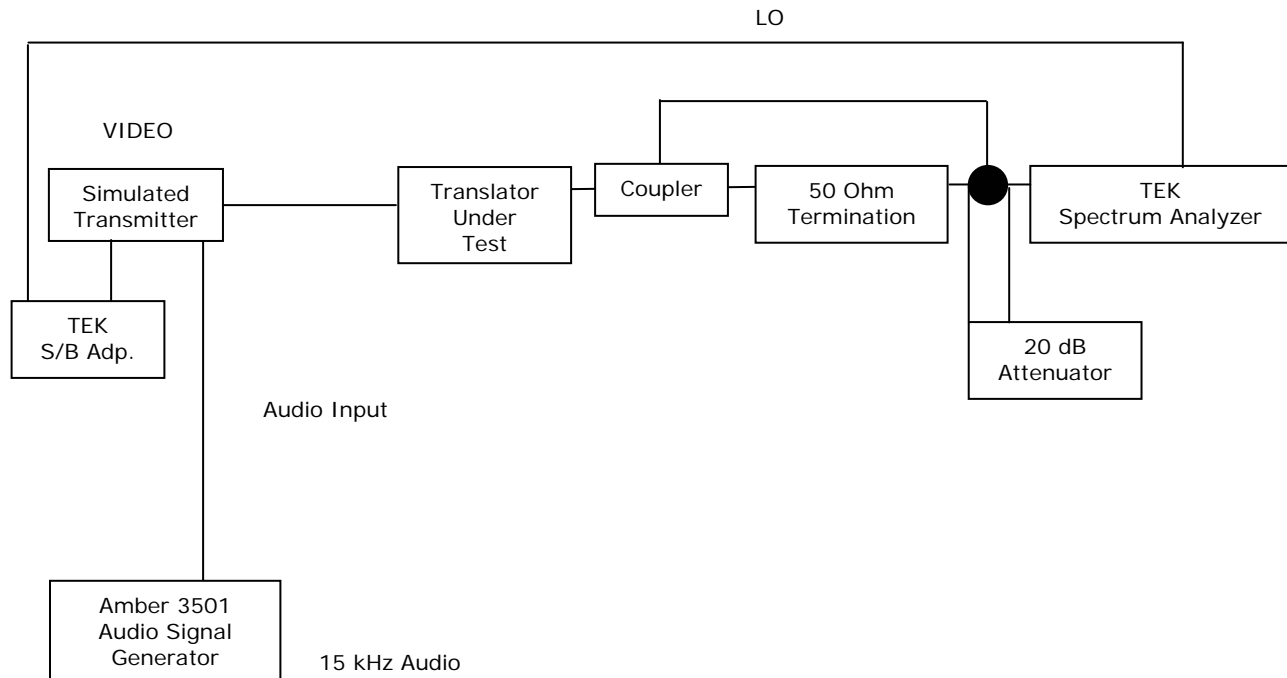 LO
VIDEO
Simulated
Transmitter
Translator
Under
Test
Coupler
50 Ohm
Termination
TEK
Spectrum Analyzer
TEK
S/B Adp.
20 dB
Attenuator
Audio Input
Amber 3501
Audio Signal
Generator
15 kHz Audio